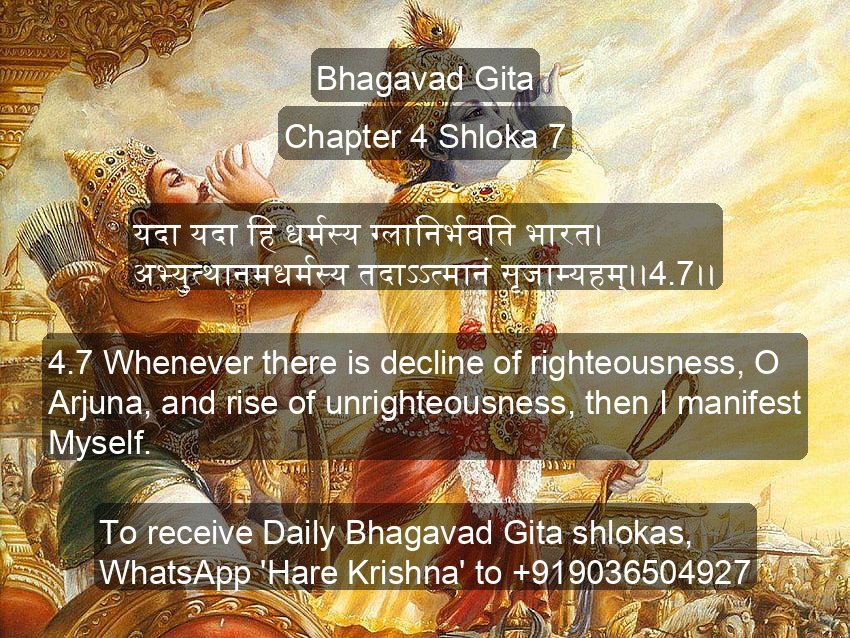 Bhagavad Gita
Chapter 4 Shloka 7
यदा यदा हि धर्मस्य ग्लानिर्भवति भारत।
अभ्युत्थानमधर्मस्य तदाऽऽत्मानं सृजाम्यहम्।।4.7।।
4.7 Whenever there is decline of righteousness, O
Arjuna, and rise of unrighteousness, then I manifest
Myself.
To receive Daily Bhagavad Gita shlokas,
WhatsApp 'Hare Krishna' to +919036504927